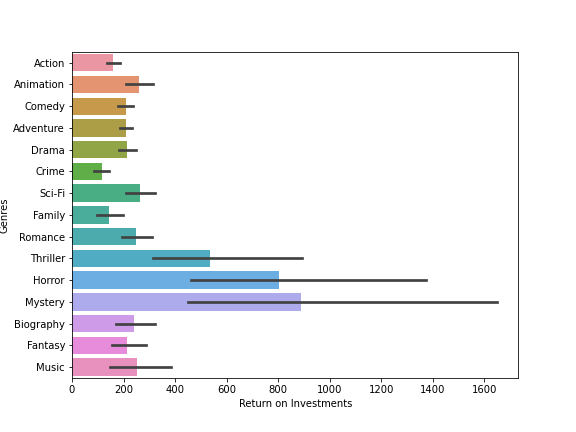 Action
Animation
Comedy
Adventure
Drama
Crime
Sci-Fi
Family
Romance
Thriller
Horror
Mystery
Biography
Fantasy
Music
Genres
0 200 400 600 800 1000 1200 1400 1600
Return on Investments